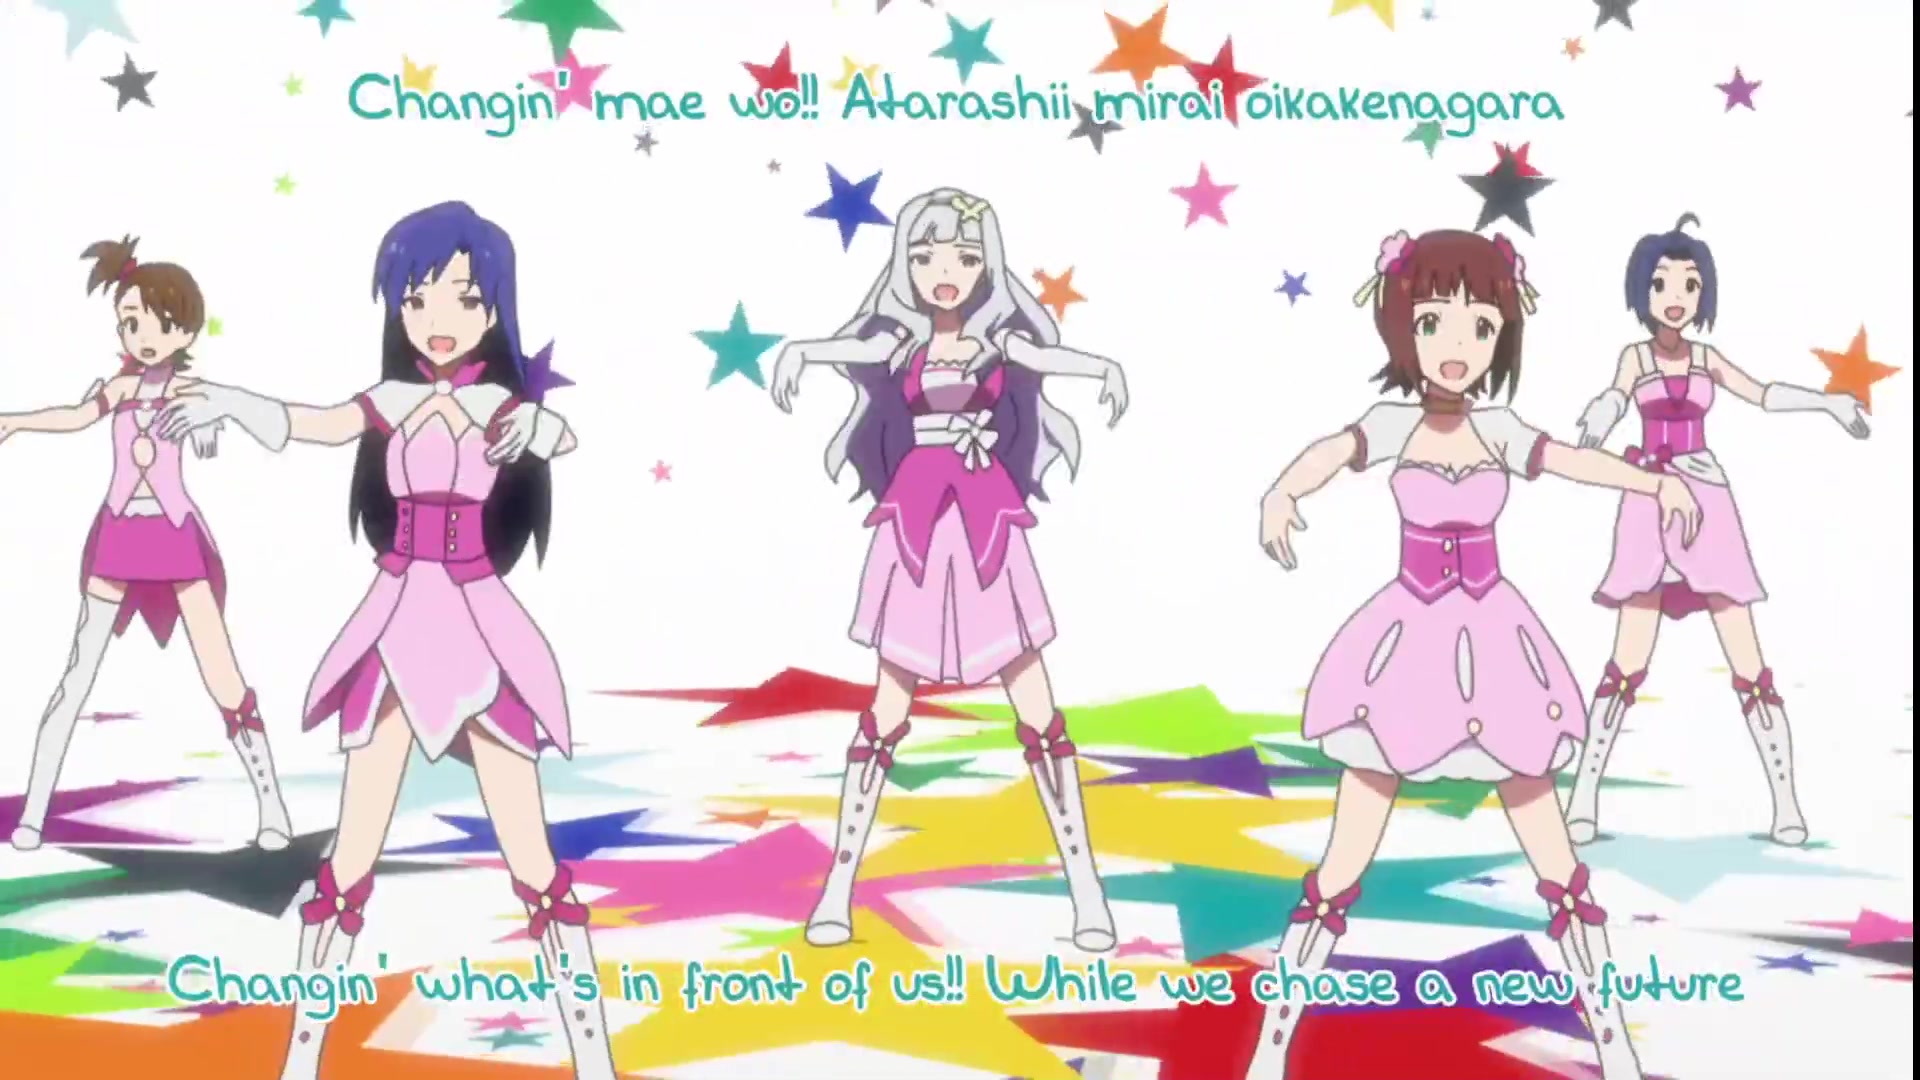 Changin' mae wo!! Atarashii mirai oikakenagara
Changin' what's in front of us!! While we chase a new future